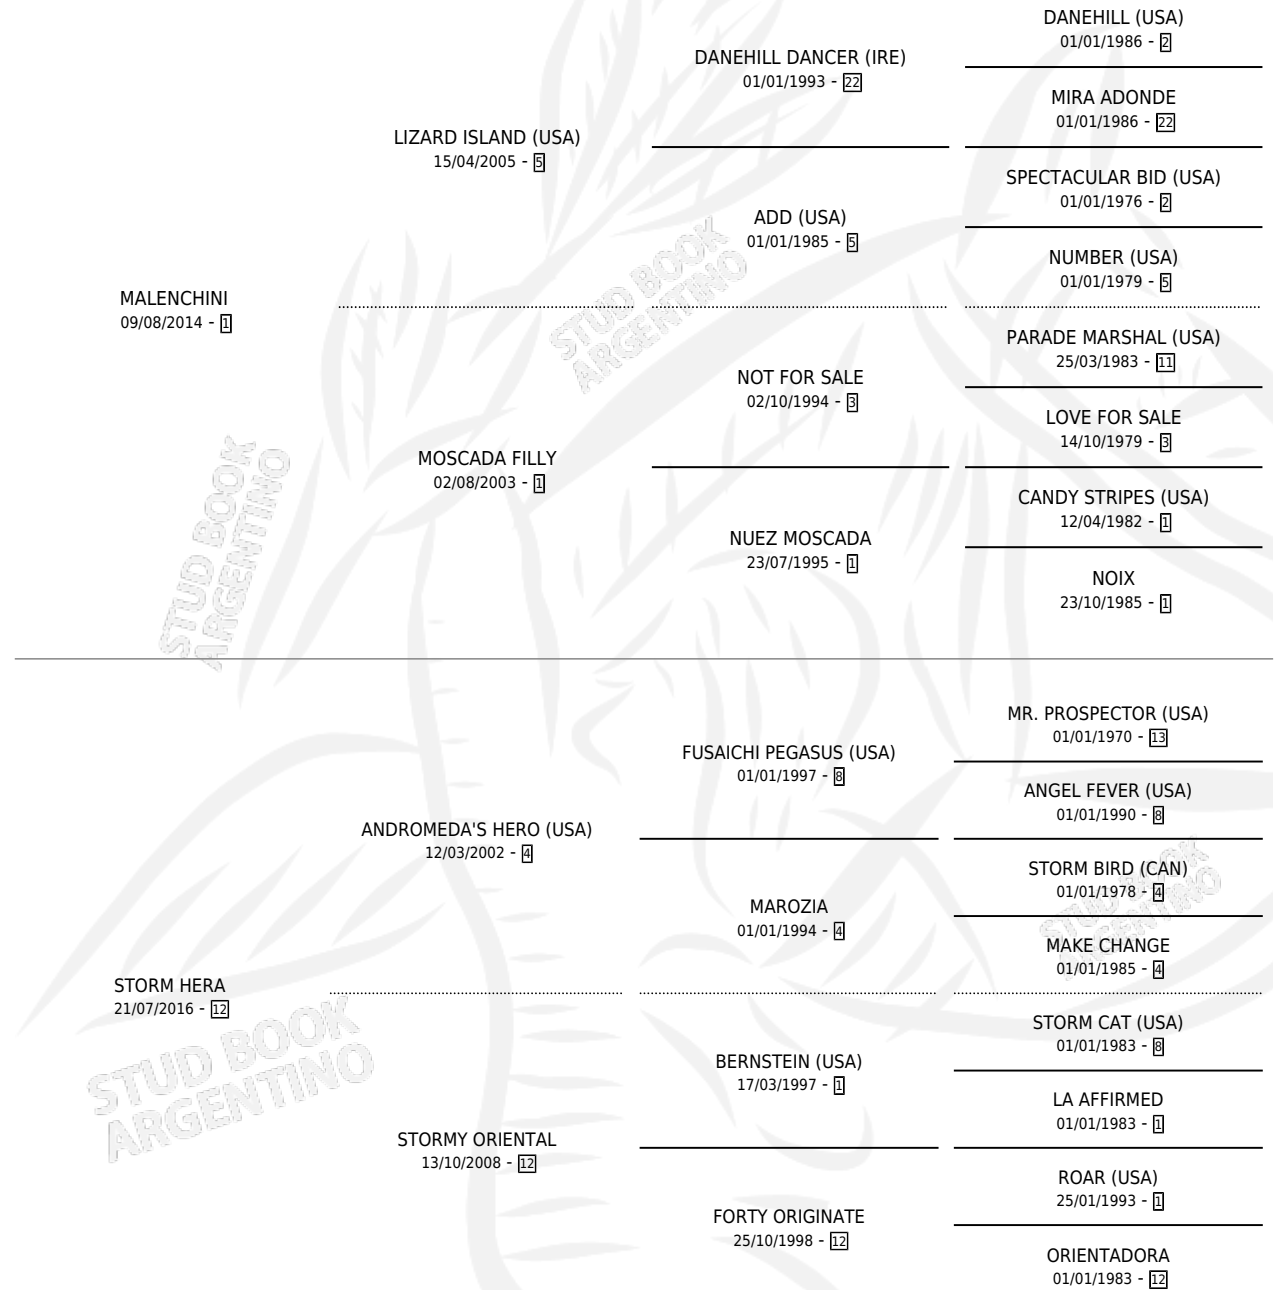 DANEHILL (USA)
01/01/1986 - 2
DANEHILL DANCER (IRE)
01/01/1993 - 22
MIRA ADONDE
01/01/1986 - 22
LIZARD ISLAND (USA)
15/04/2005 - 5
SPECTACULAR BID (USA)
01/01/1976 - 2
ADD (USA)
01/01/1985 - 5
NUMBER (USA)
01/01/1979 - 5
MALENCHINI
09/08/2014 - 1
PARADE MARSHAL (USA)
25/03/1983 - 11
NOT FOR SALE
02/10/1994 - 3
LOVE FOR SALE
14/10/1979 - 3
MOSCADA FILLY
02/08/2003 - 1
CANDY STRIPES (USA)
12/04/1982 - 1
NUEZ MOSCADA
23/07/1995 - 1
NOIX
23/10/1985 - 1
STUD BOOK
ARGENTINO
STUD BOOK
ARGENTINO
MR. PROSPECTOR (USA)
01/01/1970 - 13
FUSAICHI PEGASUS (USA)
01/01/1997 - 8
ANGEL FEVER (USA)
01/01/1990 - 8
ANDROMEDA'S HERO (USA)
12/03/2002 - 4
STORM BIRD (CAN)
01/01/1978 - 4
MAROZIA
01/01/1994 - 4
MAKE CHANGE
01/01/1985 - 4
STUD BOOK
ARGENTINO
STORM HERA
21/07/2016 - 12
STORM CAT (USA)
01/01/1983 - 8
BERNSTEIN (USA)
17/03/1997 - 1
LA AFFIRMED
01/01/1983 - 1
STORMY ORIENTAL
13/10/2008 - 12
ROAR (USA)
25/01/1993 - 1
FORTY ORIGINATE
25/10/1998 - 12
ORIENTADORA
01/01/1983 - 12
STUD BOOK
ARGENTINO